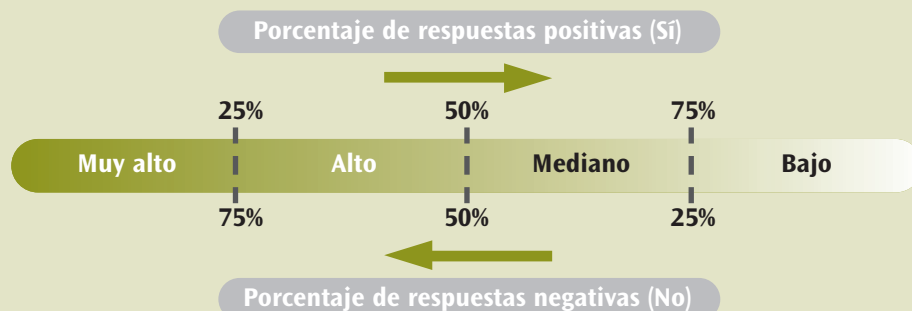 Porcentaje de respuestas positivas (Sí)
25% 50% 75%
Muy alto Alto Mediano Bajo
75% 50% 25%
Porcentaje de respuestas negativas (No)